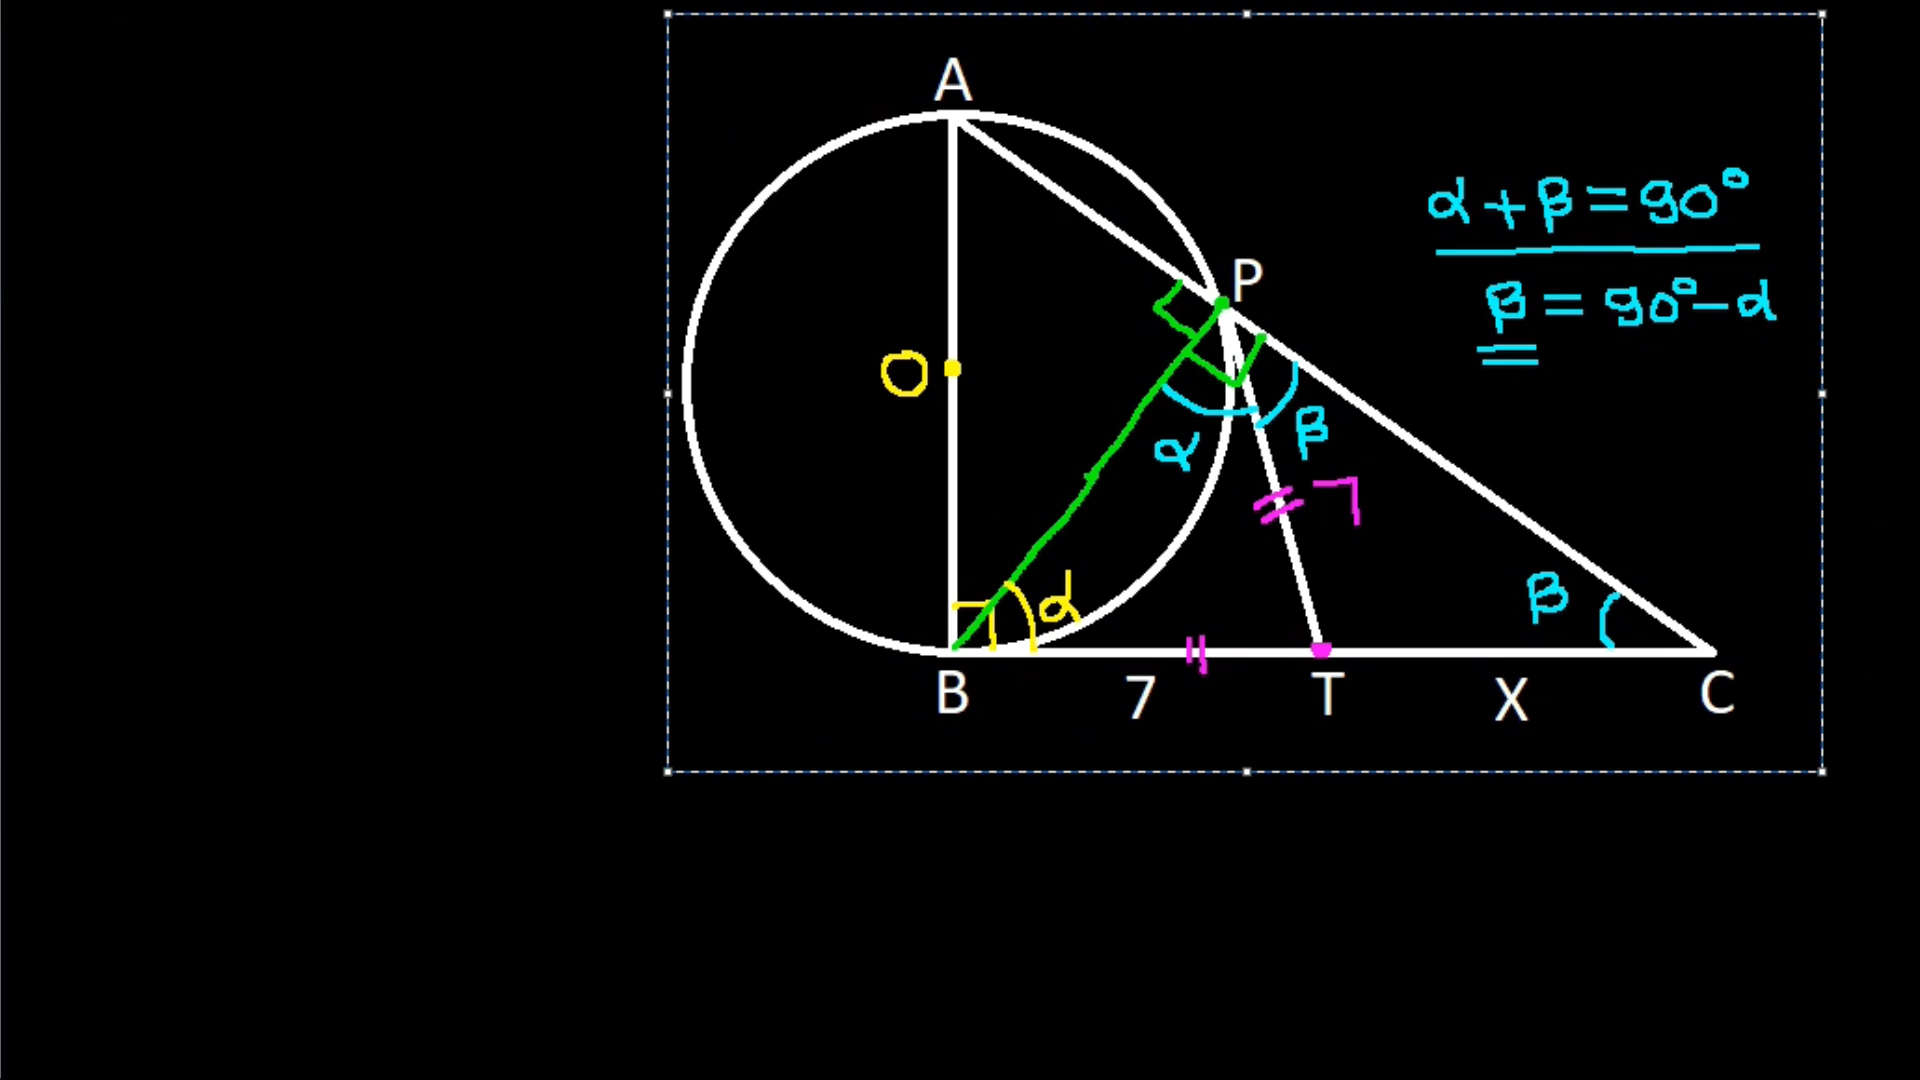 A
α + β = 90°
P
β = 90° - α
O
α
β
7
α
β
B
7
T
X
C